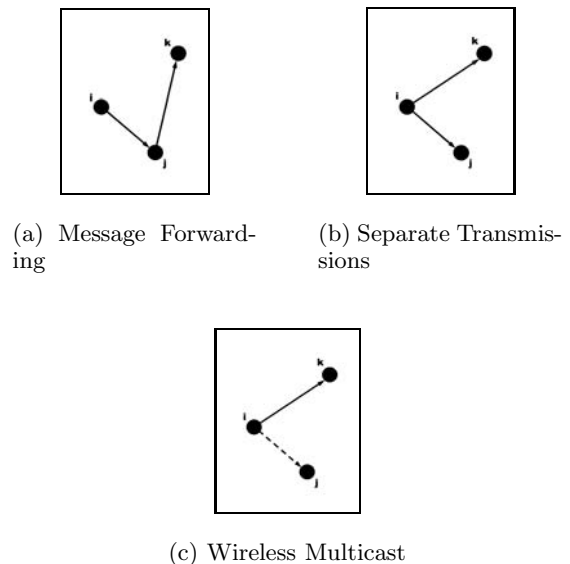 k
i
j
k
i
j
(a) Message Forward-
ing
(b) Separate Transmis-
sions
k
i
j
(c) Wireless Multicast